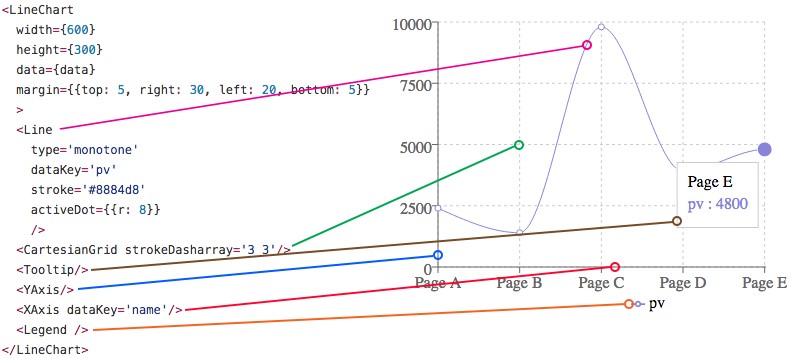 <LineChart
width={600}
height={300}
data={data}
margin={{top: 5, right: 30, left: 20, bottom: 5}}
>
<Line
type='monotone'
dataKey='pv'
stroke='#8884d8'
activeDot={{r: 8}}
/>
<CartesianGrid strokeDasharray='3 3'/>
<Tooltip/>
<YAxis/>
<XAxis dataKey='name'/>
<Legend />
</LineChart>
10000
7500
5000
2500
0
Page A Page B Page C Page D Page E
Page E
pv : 4800
pv